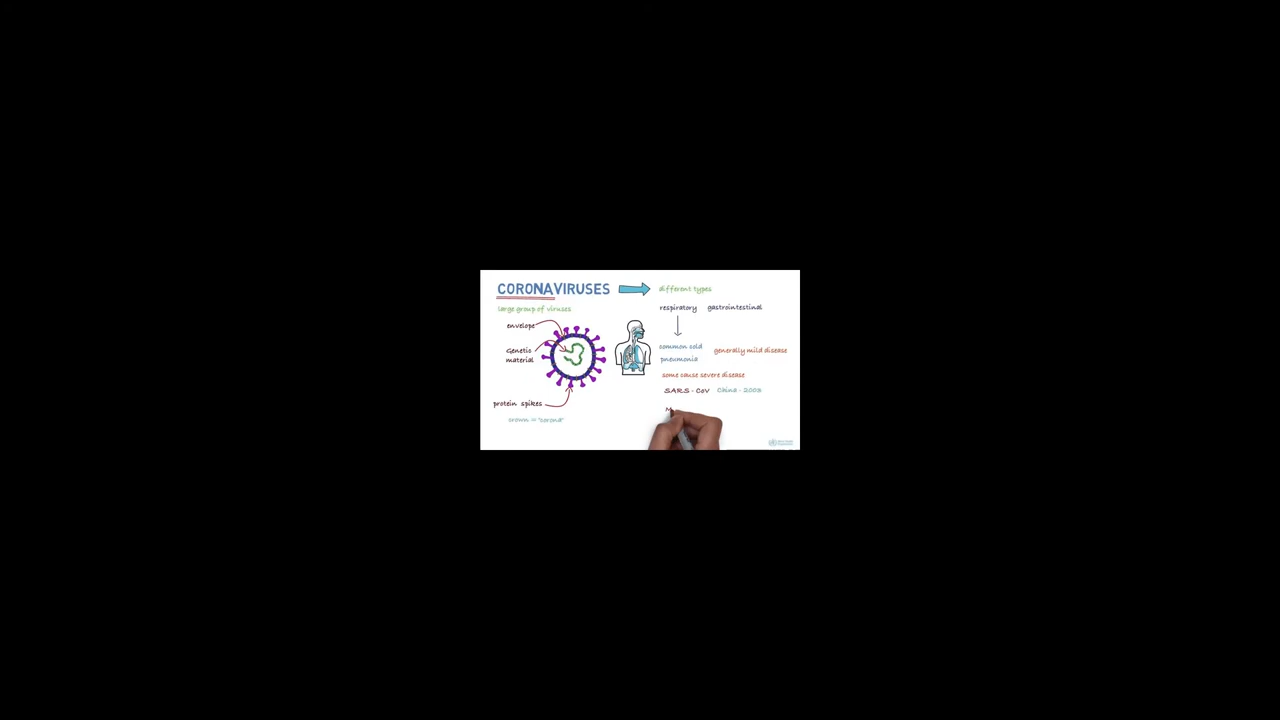 CORONAVIRUSES
different types
large group of viruses
respiratory gastrointestinal
envelope
Genetic
material
common cold
generally mild disease
pneumonia
some cause severe disease
SARS - CoV China - 2003
protein spikes
M
crown = "corona"